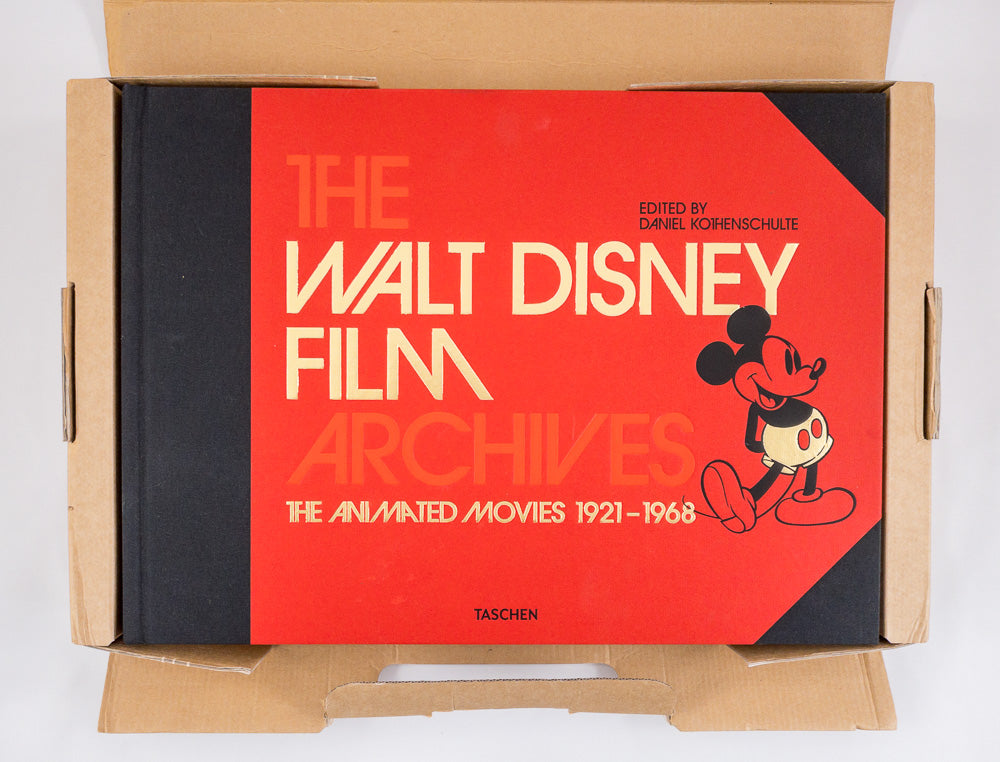 THE
EDITED BY
DANIEL KOTHENSCHULTE
WALT DISNEY
FILM
ARCHIVES
THE ANIMATED MOVIES 1921–1968
TASCHEN